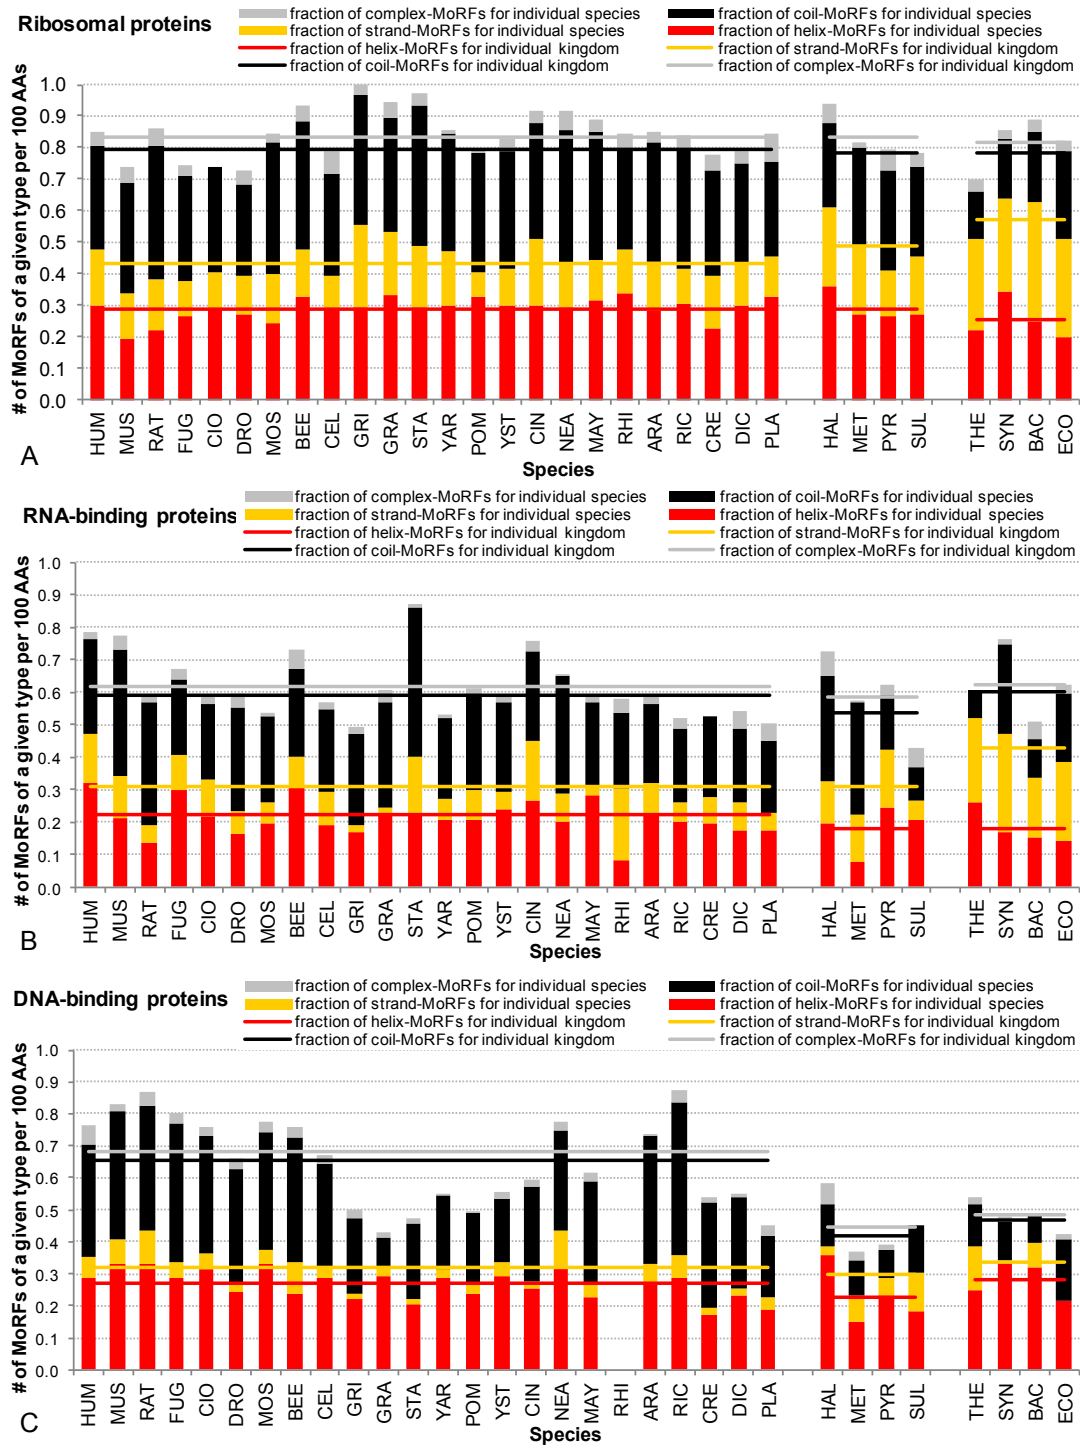 Ribosomal proteins
fraction of complex-MoRFs for individual species
fraction of coil-MoRFs for individual species
fraction of strand-MoRFs for individual species
fraction of helix-MoRFs for individual species
fraction of helix-MoRFs for individual kingdom
fraction of strand-MoRFs for individual kingdom
fraction of coil-MoRFs for individual kingdom
fraction of complex-MoRFs for individual kingdom
# of MoRFs of a given type per 100 AAs
1.0
0.9
0.8
0.7
0.6
0.5
0.4
0.3
0.2
0.1
0.0
HUM MUS RAT FUG CIO DRO MOS BEE CEL GRI GRA STA YAR POM YST CIN NEA MAY RHI ARA RIC CRE DIC PLA HAL MET PYR SUL THE SYN BAC ECO
A
Species
RNA-binding proteins
fraction of complex-MoRFs for individual species
fraction of coil-MoRFs for individual species
fraction of strand-MoRFs for individual species
fraction of helix-MoRFs for individual species
fraction of helix-MoRFs for individual kingdom
fraction of strand-MoRFs for individual kingdom
fraction of coil-MoRFs for individual kingdom
fraction of complex-MoRFs for individual kingdom
# of MoRFs of a given type per 100 AAs
1.0
0.9
0.8
0.7
0.6
0.5
0.4
0.3
0.2
0.1
0.0
HUM MUS RAT FUG CIO DRO MOS BEE CEL GRI GRA STA YAR POM YST CIN NEA MAY RHI ARA RIC CRE DIC PLA HAL MET PYR SUL THE SYN BAC ECO
B
Species
DNA-binding proteins
fraction of complex-MoRFs for individual species
fraction of coil-MoRFs for individual species
fraction of strand-MoRFs for individual species
fraction of helix-MoRFs for individual species
fraction of helix-MoRFs for individual kingdom
fraction of strand-MoRFs for individual kingdom
fraction of coil-MoRFs for individual kingdom
fraction of complex-MoRFs for individual kingdom
# of MoRFs of a given type per 100 AAs
1.0
0.9
0.8
0.7
0.6
0.5
0.4
0.3
0.2
0.1
0.0
HUM MUS RAT FUG CIO DRO MOS BEE CEL GRI GRA STA YAR POM YST CIN NEA MAY RHI ARA RIC CRE DIC PLA HAL MET PYR SUL THE SYN BAC ECO
C
Species